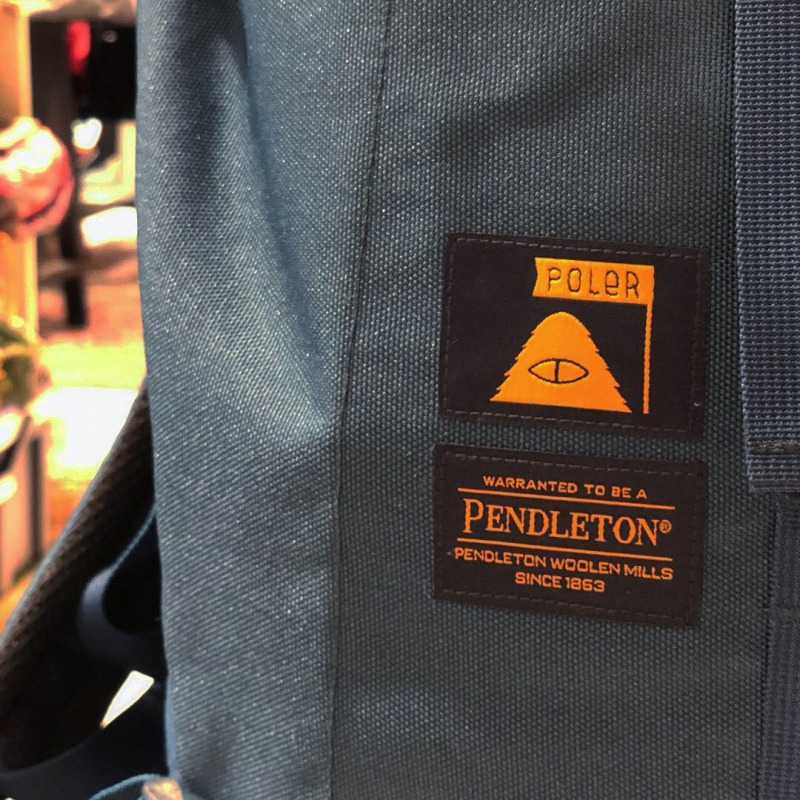 POLeR
WARRANTED TO BE A
PENDLETON®
PENDLETON WOOLEN MILLS
SINCE 1863